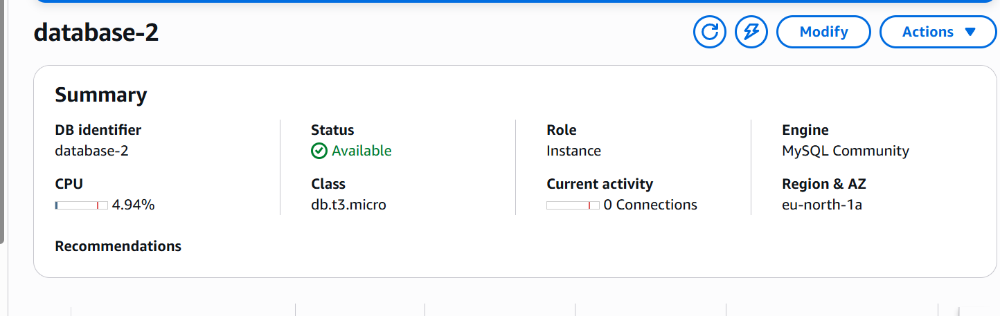 database-2
Modify
Actions
Summary
DB identifier
database-2
Status
Available
Role
Instance
Engine
MySQL Community
CPU
4.94%
Class
db.t3.micro
Current activity
0 Connections
Region & AZ
eu-north-1a
Recommendations